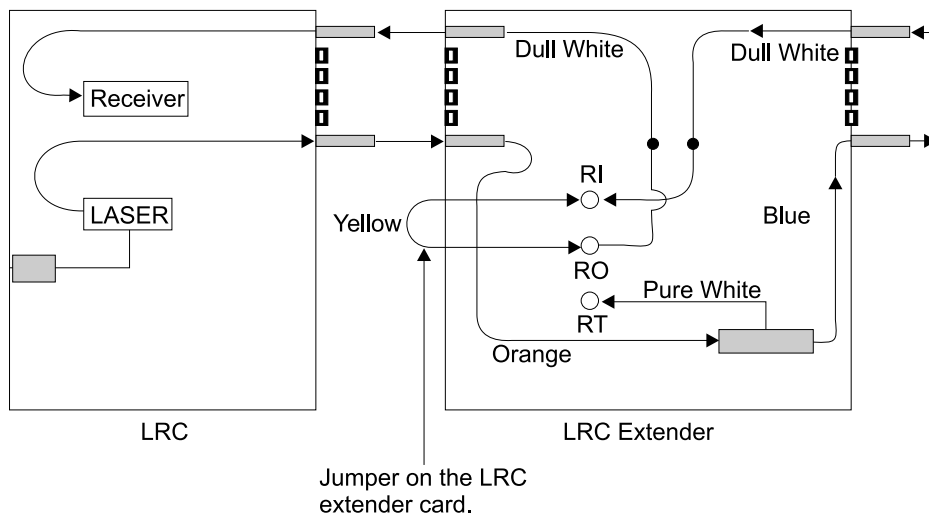 Dull White
Dull White
Receiver
RI
LASER
Yellow
Blue
RO
Pure White
RT
Orange
LRC
LRC Extender
Jumper on the LRC
extender card.